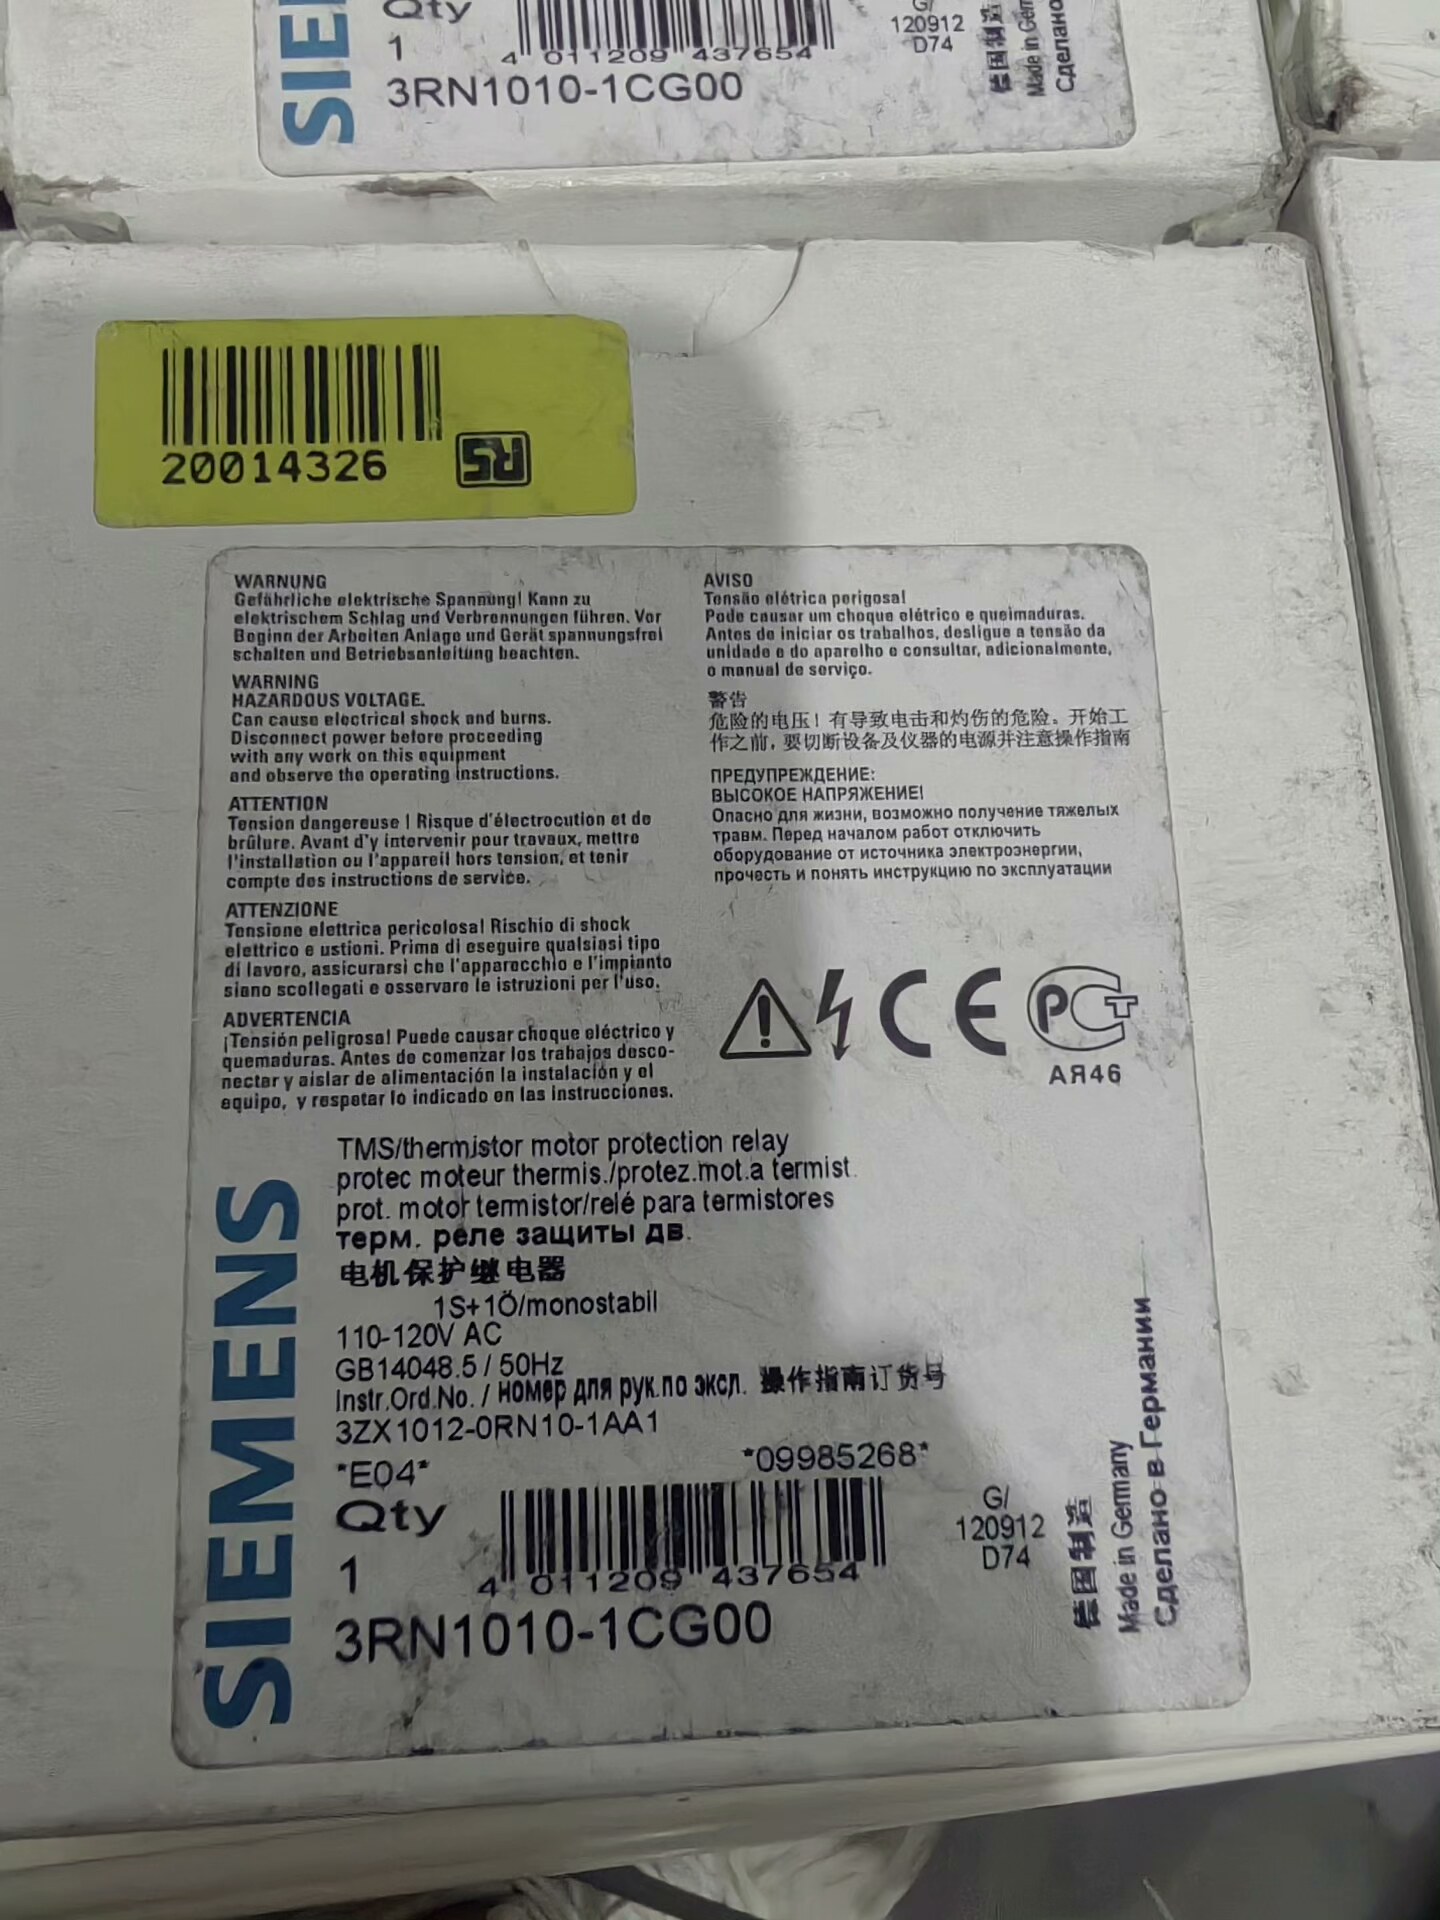 SIE
Qty
1
4 011209 437654
3RN1010-1CG00
G/
120912
D74
德国制造
Made in Ger
Сделано
20014326
RS
WARNUNG
Gefährliche elektrische Spannung! Kann zu
elektrischem Schlag und Verbrennungen führen. Vor
Beginn der Arbeiten Anlage und Gerät spannungsfrei
schalten und Betriebsanleitung beachten.
WARNING
HAZARDOUS VOLTAGE.
Can cause electrical shock and burns.
Disconnect power before proceeding
with any work on this equipment
and observe the operating instructions.
ATTENTION
Tension dangereuse ! Risque d'électrocution et de
brûlure. Avant d'y intervenir pour travaux, mettre
l'installation ou l'appareil hors tension, et tenir
compte des instructions de service.
ATTENZIONE
Tensione elettrica pericolosa! Rischio di shock
elettrico e ustioni. Prima di eseguire qualsiasi tipo
di lavoro, assicurarsi che l'apparecchio e l'impianto
siano scollegati e osservare le istruzioni per l'uso.
ADVERTENCIA
¡Tensión peligrosa! Puede causar choque eléctrico y
quemaduras. Antes de comenzar los trabajos desco-
nectar y aislar de alimentación la instalación y el
equipo, y respetar lo indicado en las instrucciones.
AVISO
Tensão elétrica perigosa!
Pode causar um choque elétrico e queimaduras.
Antes de iniciar os trabalhos, desligue a tensão da
unidade e do aparelho e consultar, adicionalmente,
o manual de serviço.
警告
危险的电压！有导致电击和灼伤的危险。开始工
作之前，要切断设备及仪器的电源并注意操作指南
ПРЕДУПРЕЖДЕНИЕ:
ВЫСОКОЕ НАПРЯЖЕНИЕ!
Опасно для жизни, возможно получение тяжелых
травм. Перед началом работ отключить
оборудование от источника электроэнергии,
прочесть и понять инструкцию по эксплуатации
CE
РСТ
АЯ46
SIEMENS
TMS/thermistor motor protection relay
protec moteur thermis./protez.mot.a termist.
prot. motor termistor/relé para termistores
терм. реле защиты дв.
电机保护继电器
1S+1Ö/monostabil
110-120V AC
GB14048.5 / 50Hz
Instr.Ord.No. / номер для рук.по эксл. 操作指南订货号
3ZX1012-0RN10-1AA1
*E04*
*09985268*
Qty
1
4 011209 437654
3RN1010-1CG00
G/
120912
D74
德国制造
Made in Germany
Сделано в Германии